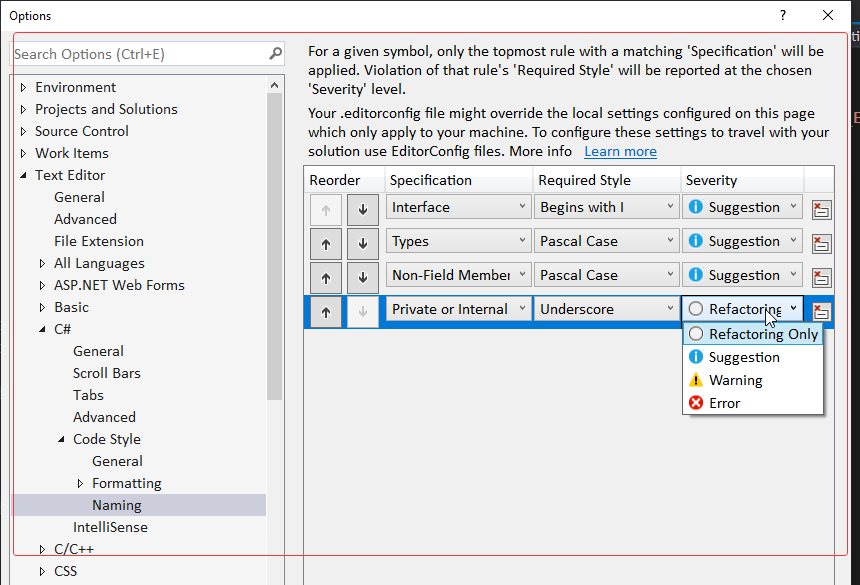 Options
?
Search Options (Ctrl+E)
Environment
Projects and Solutions
Source Control
Work Items
Text Editor
General
Advanced
File Extension
All Languages
ASP.NET Web Forms
Basic
C#
General
Scroll Bars
Tabs
Advanced
Code Style
General
Formatting
Naming
IntelliSense
C/C++
CSS
For a given symbol, only the topmost rule with a matching 'Specification' will be
applied. Violation of that rule's 'Required Style' will be reported at the chosen
'Severity' level.
Your .editorconfig file might override the local settings configured on this page
which only apply to your machine. To configure these settings to travel with your
solution use EditorConfig files. More info Learn more
Reorder Specification Required Style Severity
Interface Begins with I Suggestion
Types Pascal Case Suggestion
Non-Field Member Pascal Case Suggestion
Private or Internal Underscore Refactoring
Refactoring Only
Suggestion
Warning
Error